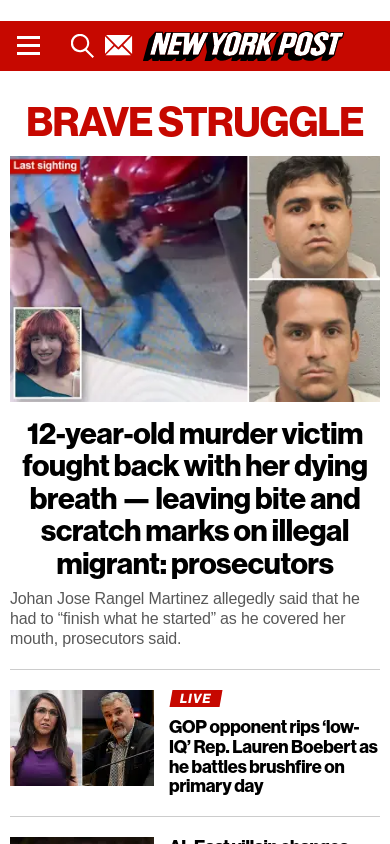 NEW YORK POST
BRAVE STRUGGLE
Last sighting
12-year-old murder victim
fought back with her dying
breath — leaving bite and
scratch marks on illegal
migrant: prosecutors
Johan Jose Rangel Martinez allegedly said that he
had to “finish what he started” as he covered her
mouth, prosecutors said.
LIVE
GOP opponent rips ‘low-
IQ’ Rep. Lauren Boebert as
he battles brushfire on
primary day